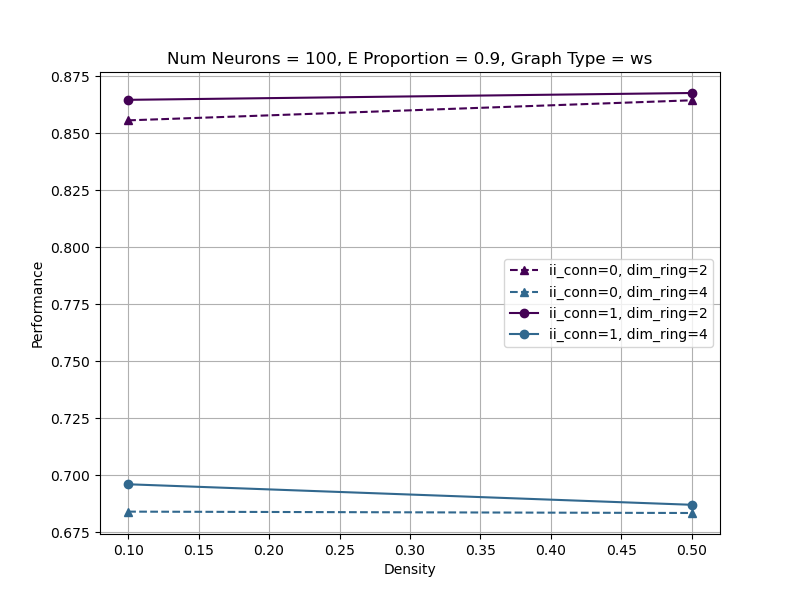 Num Neurons = 100, E Proportion = 0.9, Graph Type = ws
0.875
0.850
0.825
0.800
0.775
0.750
0.725
0.700
0.675
Performance
ii_conn=0, dim_ring=2
ii_conn=0, dim_ring=4
ii_conn=1, dim_ring=2
ii_conn=1, dim_ring=4
0.10 0.15 0.20 0.25 0.30 0.35 0.40 0.45 0.50
Density